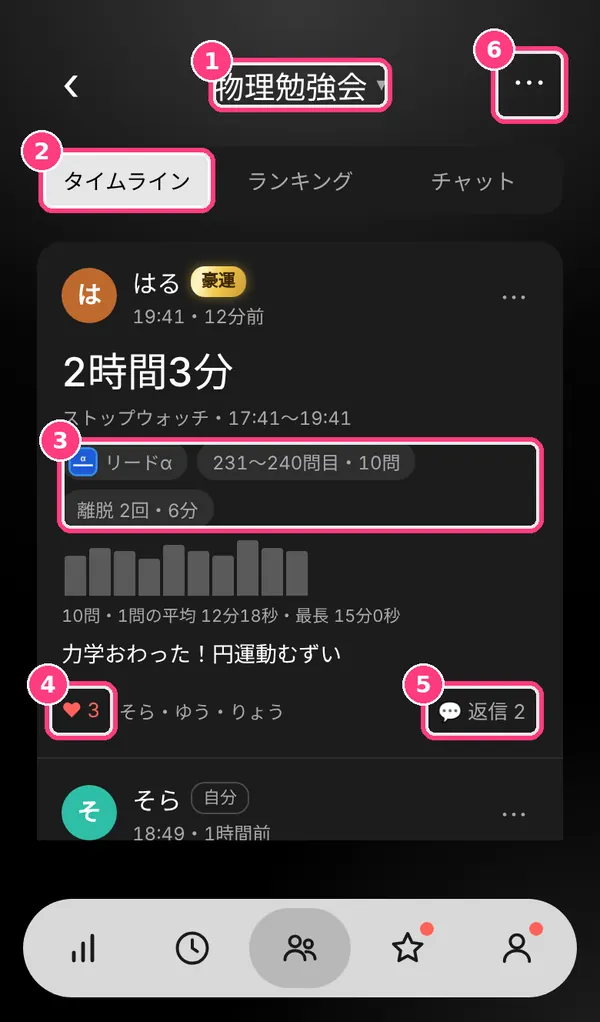 1
6
物理勉強会 ▼
2
タイムライン ランキング チャット
は はる 豪運
19:41・12分前
2時間3分
ストップウォッチ・17:41〜19:41
3
α リードα 231〜240問目・10問
離脱 2回・6分
10問・1問の平均 12分18秒・最長 15分0秒
力学おわった！円運動むずい
4
5
3 そら・ゆう・りょう 返信 2
そ そら 自分
18:49・1時間前